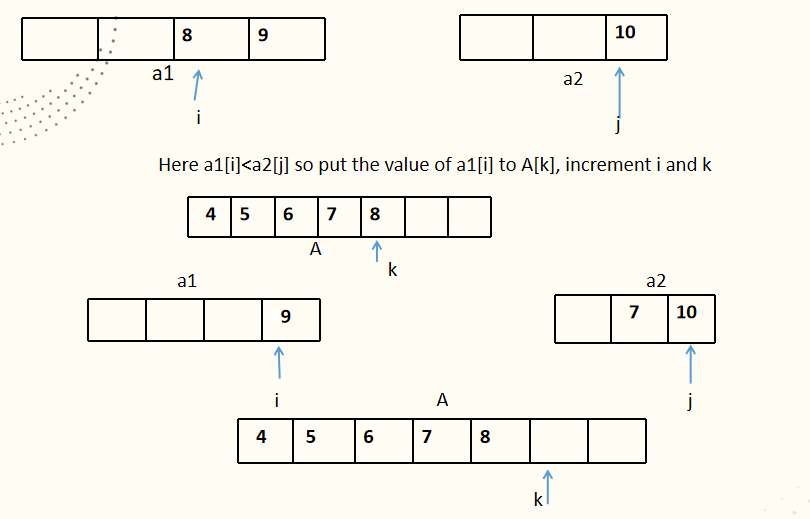 8 9
10
a1
a2
i
j
Here a1[i]<a2[j] so put the value of a1[i] to A[k], increment i and k
4 5 6 7 8
A
k
a1
a2
9
7 10
i
A
j
4 5 6 7 8
k